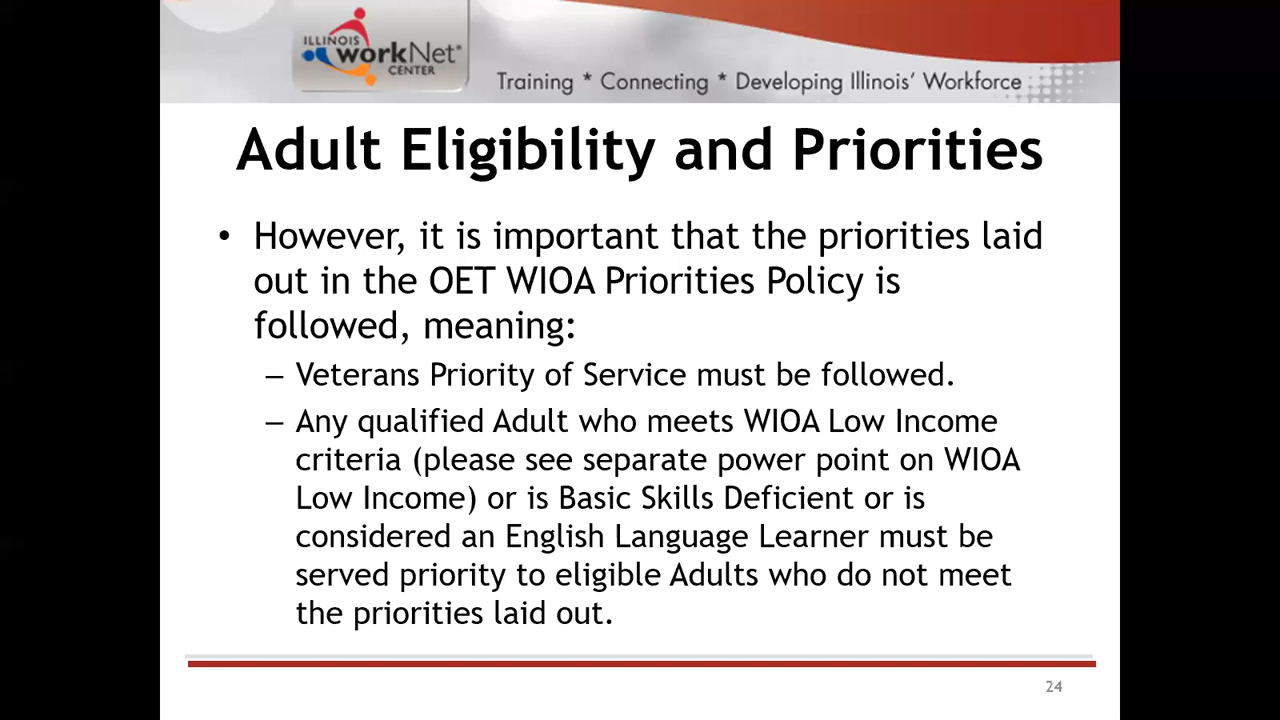 ILLINOIS
workNet®
CENTER
Training * Connecting * Developing Illinois’ Workforce
Adult Eligibility and Priorities
• However, it is important that the priorities laid
out in the OET WIOA Priorities Policy is
followed, meaning:
– Veterans Priority of Service must be followed.
– Any qualified Adult who meets WIOA Low Income
criteria (please see separate power point on WIOA
Low Income) or is Basic Skills Deficient or is
considered an English Language Learner must be
served priority to eligible Adults who do not meet
the priorities laid out.
24